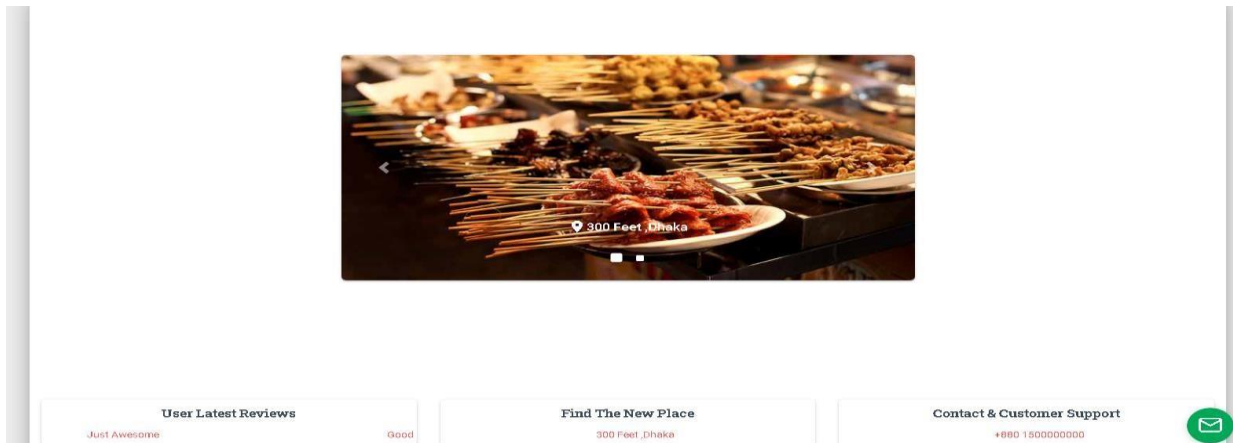 300 Feet ,Dhaka
User Latest Reviews
Just Awesome
Good
Find The New Place
300 Feet ,Dhaka
Contact & Customer Support
+880 1500000000